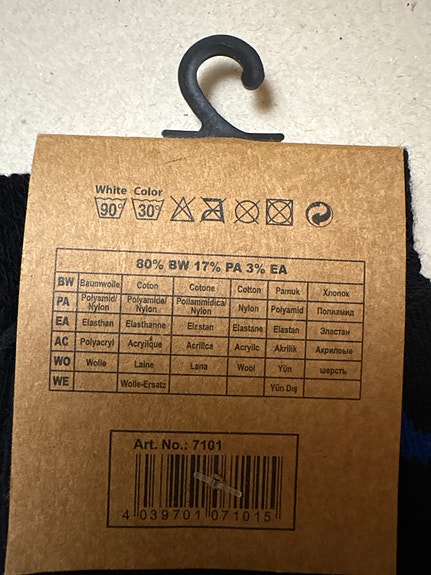 White Color
90° 30°
80% BW 17% PA 3% EA
BW Baumwolle Coton Cotone Cotton Pamuk Хлопок
PA Polyamid/Nylon Polyamide/Nylon Poliammidica/Nylon Nylon Polyamid Полиамид
EA Elasthan Elasthanne Elastan Elastane Elastan Эластан
AC Polyacryl Acrylique Acrilica Acrylic Akrilik Акриловые
WO Wolle Laine Lana Wool Yün шерсть
WE Wolle-Ersatz Yün Dış
Art. No.: 7101
4 039701 071015